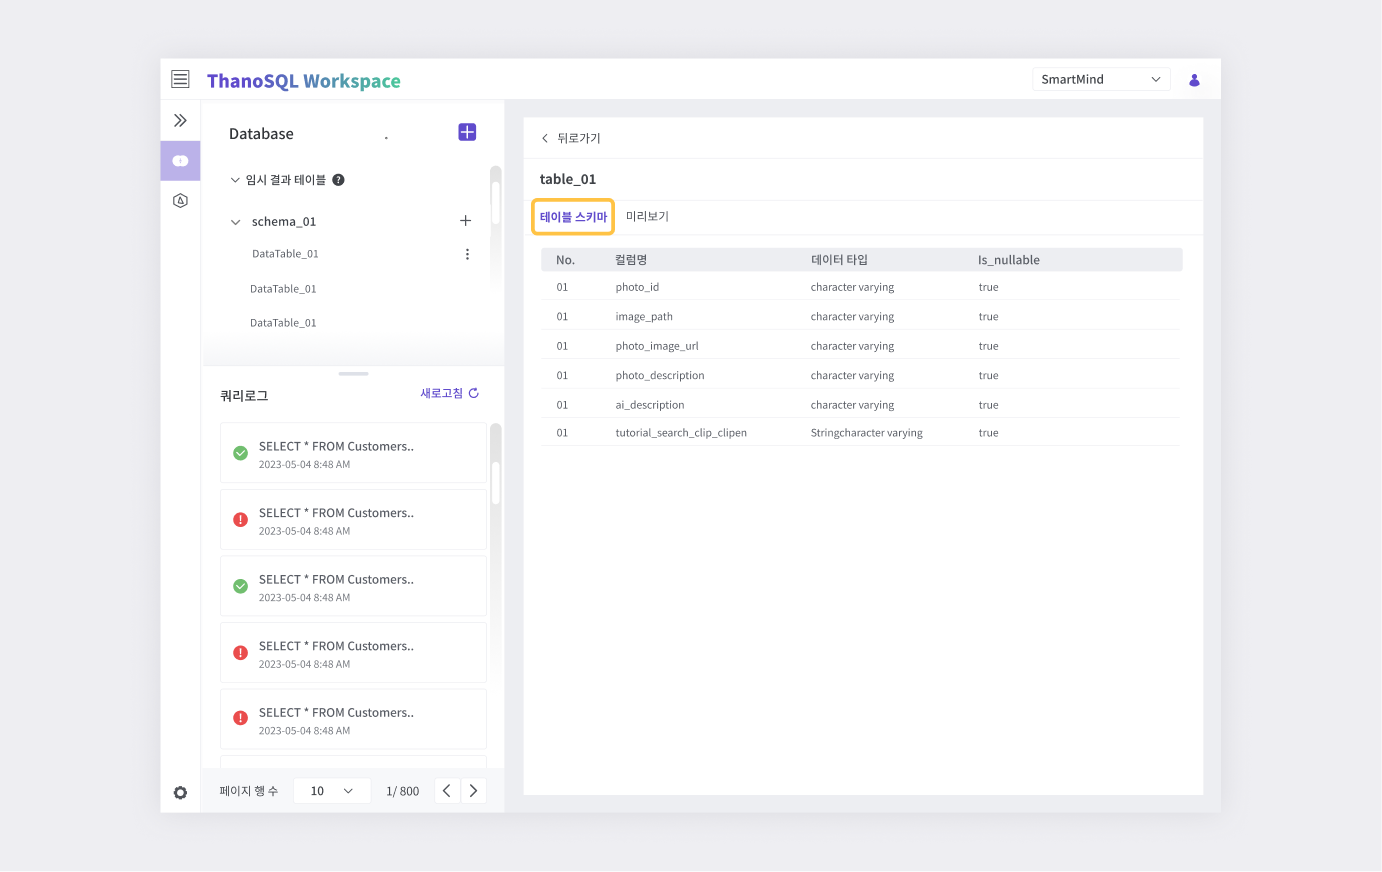 ThanoSQL Workspace
SmartMind
Database
임시 결과 테이블 ?
schema_01
DataTable_01
DataTable_01
DataTable_01
쿼리로그
새로고침
SELECT * FROM Customers..
2023-05-04 8:48 AM
SELECT * FROM Customers..
2023-05-04 8:48 AM
SELECT * FROM Customers..
2023-05-04 8:48 AM
SELECT * FROM Customers..
2023-05-04 8:48 AM
SELECT * FROM Customers..
2023-05-04 8:48 AM
페이지 행 수 10 1/ 800
뒤로가기
table_01
테이블 스키마 미리보기
No. 컬럼명 데이터 타입 Is_nullable
01 photo_id character varying true
01 image_path character varying true
01 photo_image_url character varying true
01 photo_description character varying true
01 ai_description character varying true
01 tutorial_search_clip_clipen Stringcharacter varying true